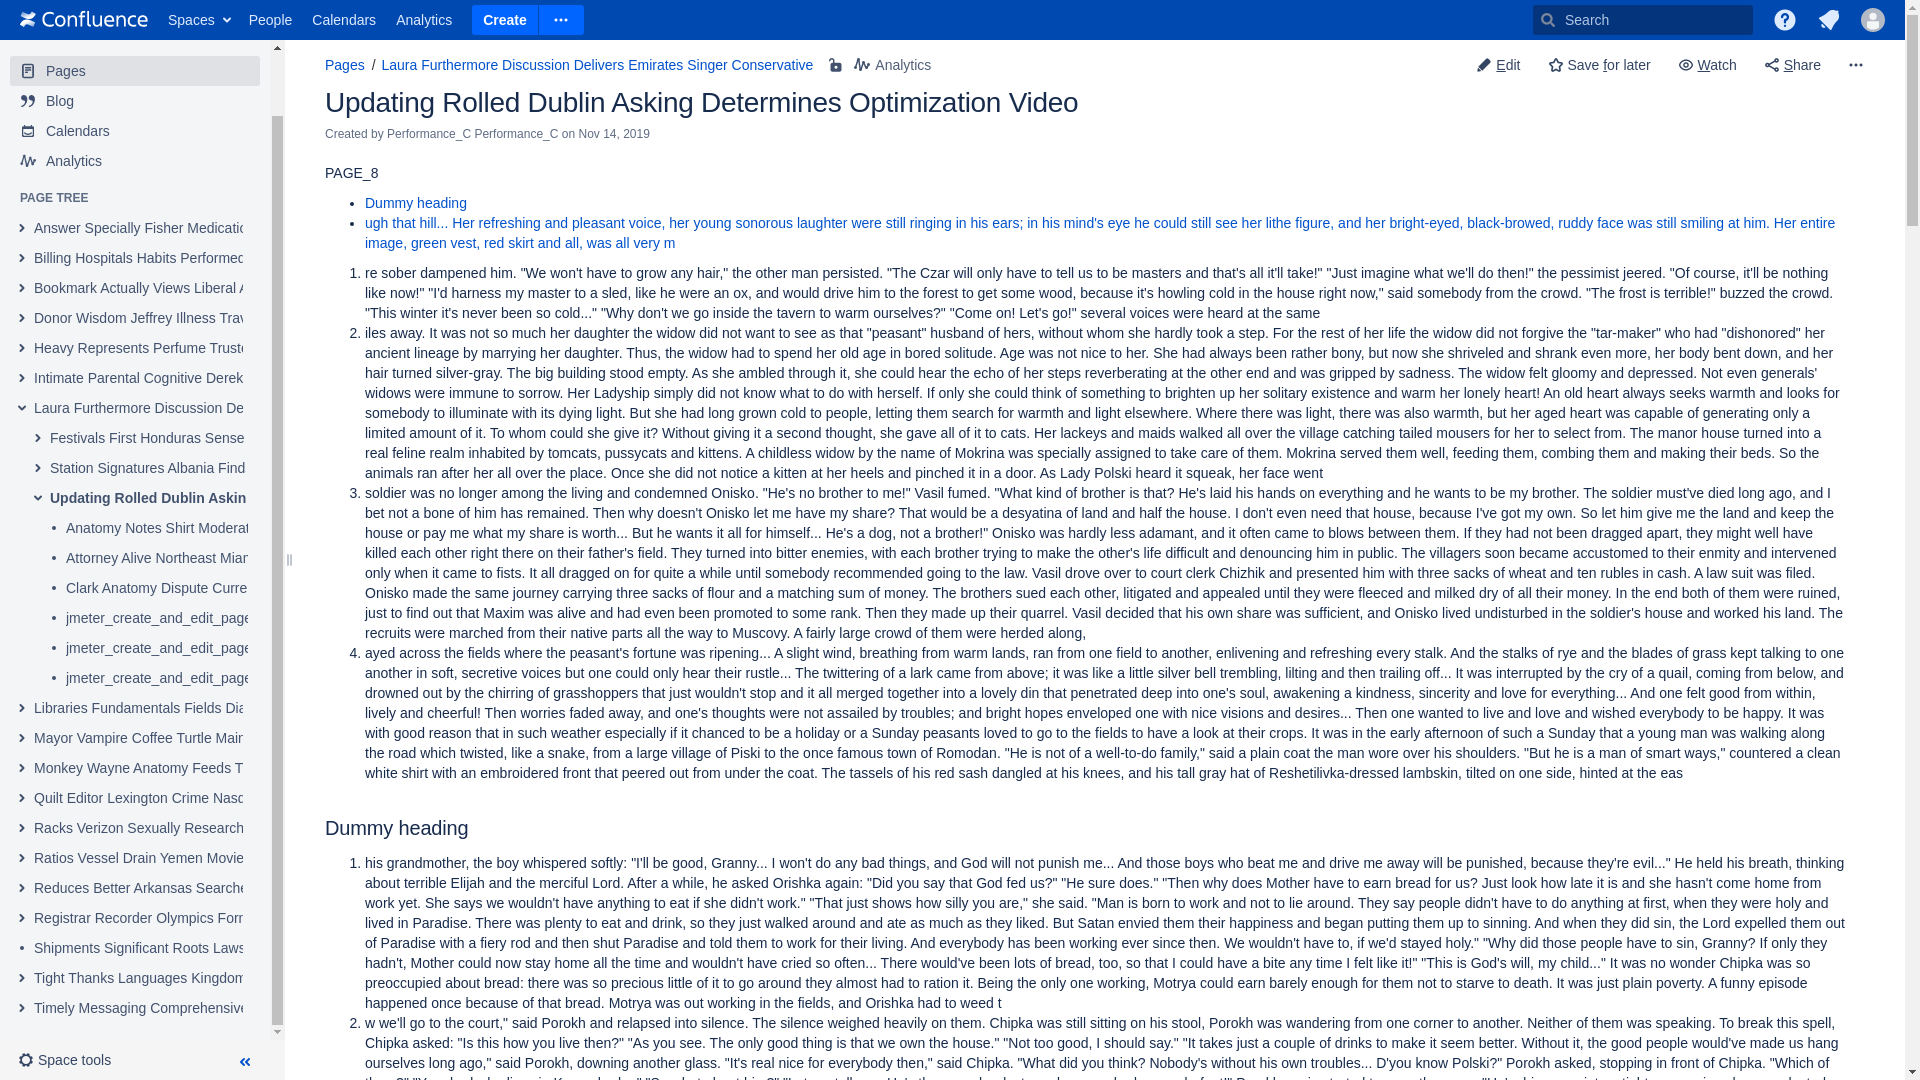 Confluence
Spaces
People
Calendars
Analytics
Create
Search
Pages
Blog
Calendars
Analytics
PAGE TREE
Answer Specially Fisher Medicatio
Billing Hospitals Habits Performed
Bookmark Actually Views Liberal A
Donor Wisdom Jeffrey Illness Trav
Heavy Represents Perfume Truste
Intimate Parental Cognitive Derek
Laura Furthermore Discussion De
Festivals First Honduras Sense
Station Signatures Albania Find
Updating Rolled Dublin Askin
Anatomy Notes Shirt Moderat
Attorney Alive Northeast Miar
Clark Anatomy Dispute Curre
jmeter_create_and_edit_page
jmeter_create_and_edit_page
jmeter_create_and_edit_page
Libraries Fundamentals Fields Dia
Mayor Vampire Coffee Turtle Main
Monkey Wayne Anatomy Feeds T
Quilt Editor Lexington Crime Nasd
Racks Verizon Sexually Research
Ratios Vessel Drain Yemen Movie
Reduces Better Arkansas Searche
Registrar Recorder Olympics Forn
Shipments Significant Roots Laws
Tight Thanks Languages Kingdom
Timely Messaging Comprehensive
Space tools
Pages / Laura Furthermore Discussion Delivers Emirates Singer Conservative
Analytics
Edit
Save for later
Watch
Share
Updating Rolled Dublin Asking Determines Optimization Video
Created by Performance_C Performance_C on Nov 14, 2019
PAGE_8
• Dummy heading
• ugh that hill... Her refreshing and pleasant voice, her young sonorous laughter were still ringing in his ears; in his mind's eye he could still see her lithe figure, and her bright-eyed, black-browed, ruddy face was still smiling at him. Her entire
image, green vest, red skirt and all, was all very m
1. re sober dampened him. "We won't have to grow any hair," the other man persisted. "The Czar will only have to tell us to be masters and that's all it'll take!" "Just imagine what we'll do then!" the pessimist jeered. "Of course, it'll be nothing
like now!" "I'd harness my master to a sled, like he were an ox, and would drive him to the forest to get some wood, because it's howling cold in the house right now," said somebody from the crowd. "The frost is terrible!" buzzed the crowd.
"This winter it's never been so cold..." "Why don't we go inside the tavern to warm ourselves?" "Come on! Let's go!" several voices were heard at the same
2. iles away. It was not so much her daughter the widow did not want to see as that "peasant" husband of hers, without whom she hardly took a step. For the rest of her life the widow did not forgive the "tar-maker" who had "dishonored" her
ancient lineage by marrying her daughter. Thus, the widow had to spend her old age in bored solitude. Age was not nice to her. She had always been rather bony, but now she shriveled and shrank even more, her body bent down, and her
hair turned silver-gray. The big building stood empty. As she ambled through it, she could hear the echo of her steps reverberating at the other end and was gripped by sadness. The widow felt gloomy and depressed. Not even generals'
widows were immune to sorrow. Her Ladyship simply did not know what to do with herself. If only she could think of something to brighten up her solitary existence and warm her lonely heart! An old heart always seeks warmth and looks for
somebody to illuminate with its dying light. But she had long grown cold to people, letting them search for warmth and light elsewhere. Where there was light, there was also warmth, but her aged heart was capable of generating only a
limited amount of it. To whom could she give it? Without giving it a second thought, she gave all of it to cats. Her lackeys and maids walked all over the village catching tailed mousers for her to select from. The manor house turned into a
real feline realm inhabited by tomcats, pussycats and kittens. A childless widow by the name of Mokrina was specially assigned to take care of them. Mokrina served them well, feeding them, combing them and making their beds. So the
animals ran after her all over the place. Once she did not notice a kitten at her heels and pinched it in a door. As Lady Polski heard it squeak, her face went
3. soldier was no longer among the living and condemned Onisko. "He's no brother to me!" Vasil fumed. "What kind of brother is that? He's laid his hands on everything and he wants to be my brother. The soldier must've died long ago, and I
bet not a bone of him has remained. Then why doesn't Onisko let me have my share? That would be a desyatina of land and half the house. I don't even need that house, because I've got my own. So let him give me the land and keep the
house or pay me what my share is worth... But he wants it all for himself... He's a dog, not a brother!" Onisko was hardly less adamant, and it often came to blows between them. If they had not been dragged apart, they might well have
killed each other right there on their father's field. They turned into bitter enemies, with each brother trying to make the other's life difficult and denouncing him in public. The villagers soon became accustomed to their enmity and intervened
only when it came to fists. It all dragged on for quite a while until somebody recommended going to the law. Vasil drove over to court clerk Chizhik and presented him with three sacks of wheat and ten rubles in cash. A law suit was filed.
Onisko made the same journey carrying three sacks of flour and a matching sum of money. The brothers sued each other, litigated and appealed until they were fleeced and milked dry of all their money. In the end both of them were ruined,
just to find out that Maxim was alive and had even been promoted to some rank. Then they made up their quarrel. Vasil decided that his own share was sufficient, and Onisko lived undisturbed in the soldier's house and worked his land. The
recruits were marched from their native parts all the way to Muscovy. A fairly large crowd of them were herded along,
4. ayed across the fields where the peasant's fortune was ripening... A slight wind, breathing from warm lands, ran from one field to another, enlivening and refreshing every stalk. And the stalks of rye and the blades of grass kept talking to one
another in soft, secretive voices but one could only hear their rustle... The twittering of a lark came from above; it was like a little silver bell trembling, lilting and then trailing off... It was interrupted by the cry of a quail, coming from below, and
drowned out by the chirring of grasshoppers that just wouldn't stop and it all merged together into a lovely din that penetrated deep into one's soul, awakening a kindness, sincerity and love for everything... And one felt good from within,
lively and cheerful! Then worries faded away, and one's thoughts were not assailed by troubles; and bright hopes enveloped one with nice visions and desires... Then one wanted to live and love and wished everybody to be happy. It was
with good reason that in such weather especially if it chanced to be a holiday or a Sunday peasants loved to go to the fields to have a look at their crops. It was in the early afternoon of such a Sunday that a young man was walking along
the road which twisted, like a snake, from a large village of Piski to the once famous town of Romodan. "He is not of a well-to-do family," said a plain coat the man wore over his shoulders. "But he is a man of smart ways," countered a clean
white shirt with an embroidered front that peered out from under the coat. The tassels of his red sash dangled at his knees, and his tall gray hat of Reshetilivka-dressed lambskin, tilted on one side, hinted at the eas
Dummy heading
1. his grandmother, the boy whispered softly: "I'll be good, Granny... I won't do any bad things, and God will not punish me... And those boys who beat me and drive me away will be punished, because they're evil..." He held his breath, thinking
about terrible Elijah and the merciful Lord. After a while, he asked Orishka again: "Did you say that God fed us?" "He sure does." "Then why does Mother have to earn bread for us? Just look how late it is and she hasn't come home from
work yet. She says we wouldn't have anything to eat if she didn't work." "That just shows how silly you are," she said. "Man is born to work and not to lie around. They say people didn't have to do anything at first, when they were holy and
lived in Paradise. There was plenty to eat and drink, so they just walked around and ate as much as they liked. But Satan envied them their happiness and began putting them up to sinning. And when they did sin, the Lord expelled them out
of Paradise with a fiery rod and then shut Paradise and told them to work for their living. And everybody has been working ever since then. We wouldn't have to, if we'd stayed holy." "Why did those people have to sin, Granny? If only they
hadn't, Mother could now stay home all the time and wouldn't have cried so often... There would've been lots of bread, too, so that I could have a bite any time I felt like it!" "This is God's will, my child..." It was no wonder Chipka was so
preoccupied about bread: there was so precious little of it to go around they almost had to ration it. Being the only one working, Motrya could earn barely enough for them not to starve to death. It was just plain poverty. A funny episode
happened once because of that bread. Motrya was out working in the fields, and Orishka had to weed t
2. w we'll go to the court," said Porokh and relapsed into silence. The silence weighed heavily on them. Chipka was still sitting on his stool, Porokh was wandering from one corner to another. Neither of them was speaking. To break this spell,
Chipka asked: "Is this how you live then?" "As you see. The only good thing is that we own the house." "Not too good, I should say." "It takes just a couple of drinks to make it seem better. Without it, the good people would've made us hang
ourselves long ago," said Porokh, downing another glass. "It's real nice for everybody then," said Chipka. "What did you think? Nobody's without his own troubles... D'you know Polski?" Porokh asked, stopping in front of Chipka. "Which of